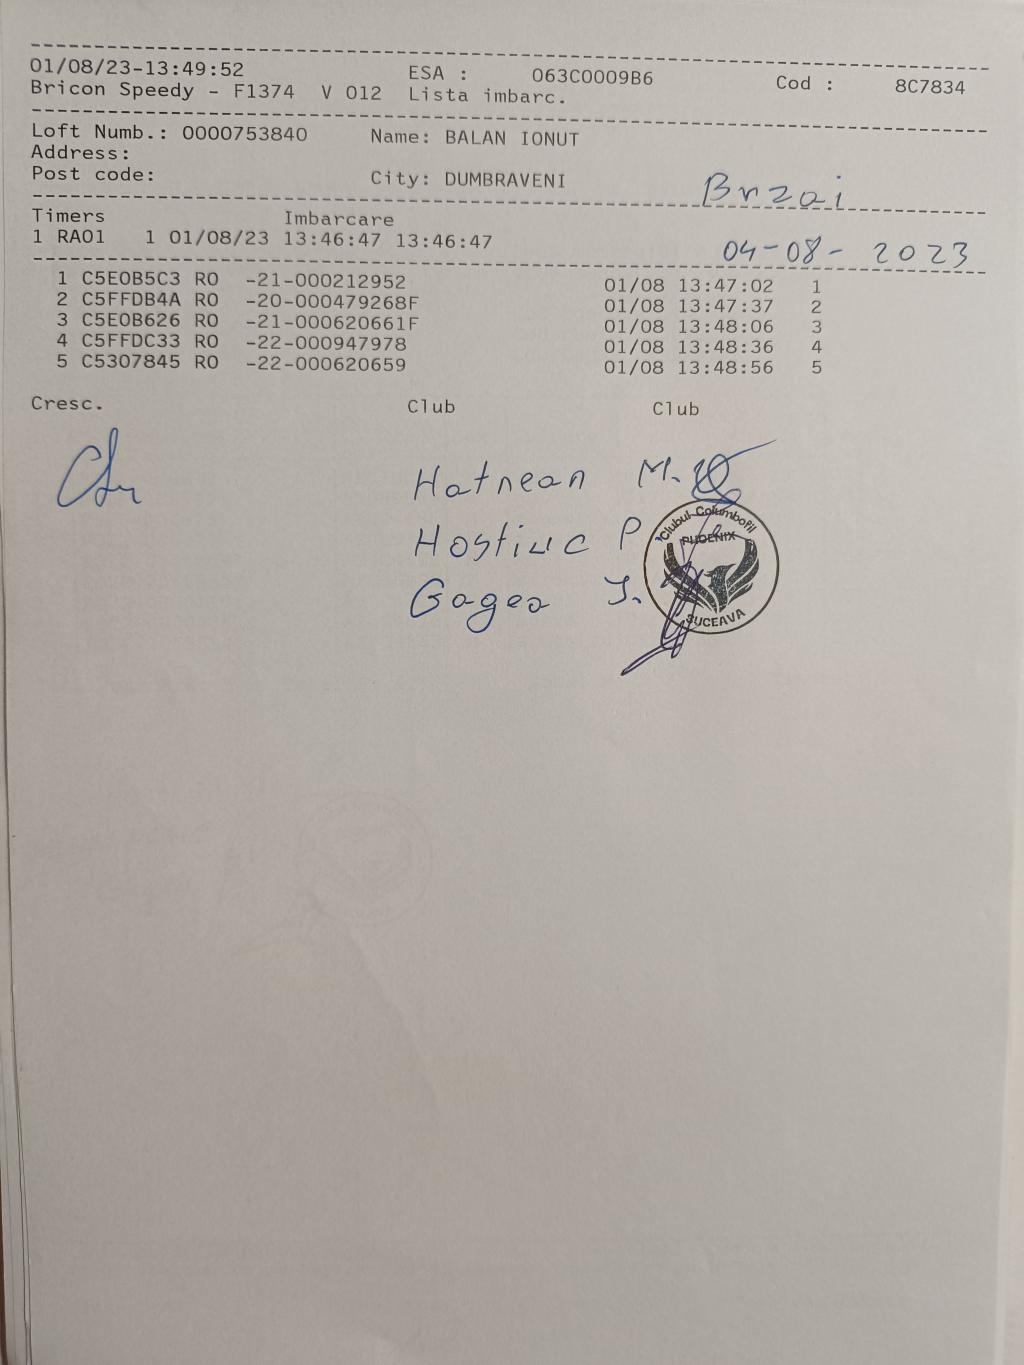 01/08/23-13:49:52 ESA : 063C0009B6 Cod : 8C7834
Bricon Speedy - F1374 V 012 Lista imbarc.
Loft Numb.: 0000753840 Name: BALAN IONUT
Address:
Post code: City: DUMBRAVENI
Brzai
Timers Imbarcare
1 RA01 1 01/08/23 13:46:47 13:46:47
04-08-2023
1 C5E0B5C3 RO -21-000212952 01/08 13:47:02 1
2 C5FFDB4A RO -20-000479268F 01/08 13:47:37 2
3 C5E0B626 RO -21-000620661F 01/08 13:48:06 3
4 C5FFDC33 RO -22-000947978 01/08 13:48:36 4
5 C5307845 RO -22-000620659 01/08 13:48:56 5
Cresc. Club Club
Hatnean M.
Hostiuc P
Gagea I.
Clubul Columbofil
PHOENIX
SUCEAVA